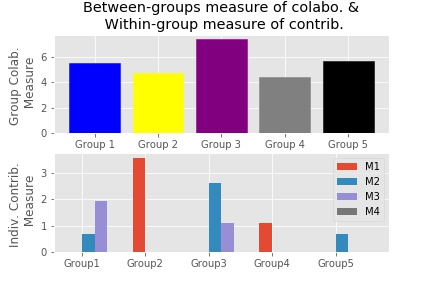 Between-groups measure of colabo. &
Within-group measure of contrib.
Group Colab.
Measure
6
4
2
0
Group 1 Group 2 Group 3 Group 4 Group 5
Indiv. Contrib.
Measure
3
2
1
0
M1
M2
M3
M4
Group1 Group2 Group3 Group4 Group5